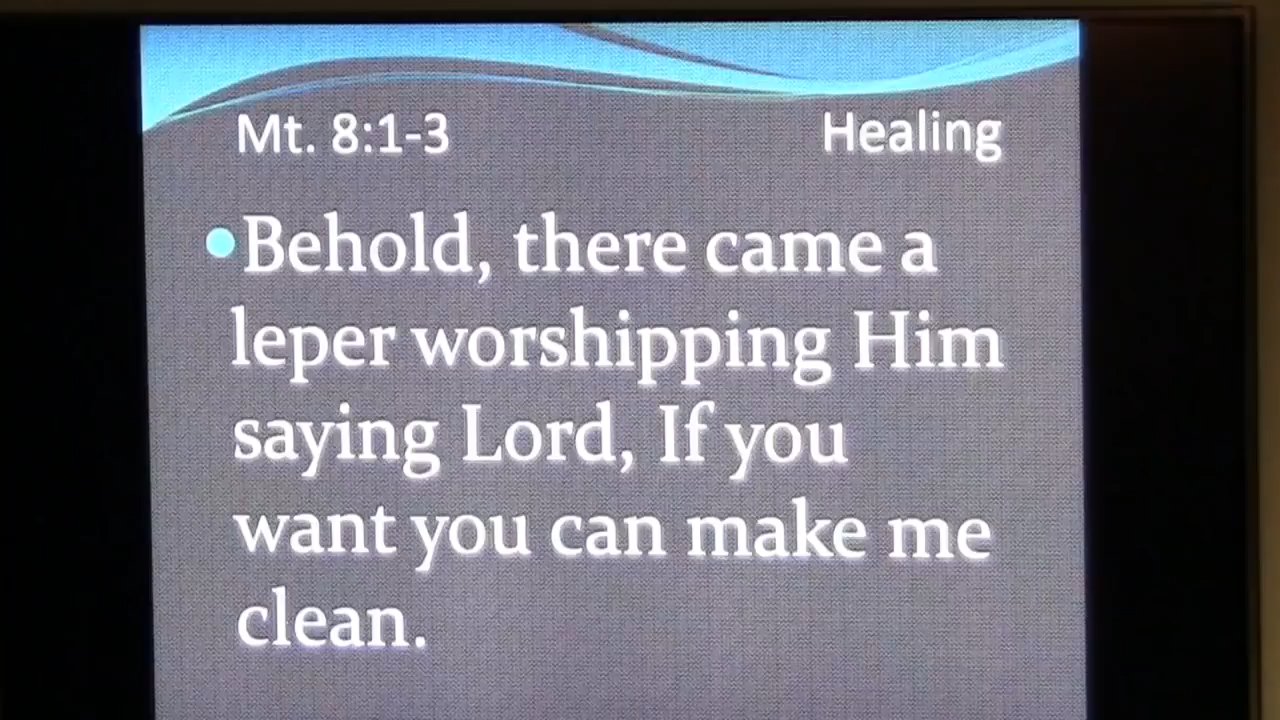 Mt. 8:1-3 Healing
•Behold, there came a
leper worshipping Him
saying Lord, If you
want you can make me
clean.